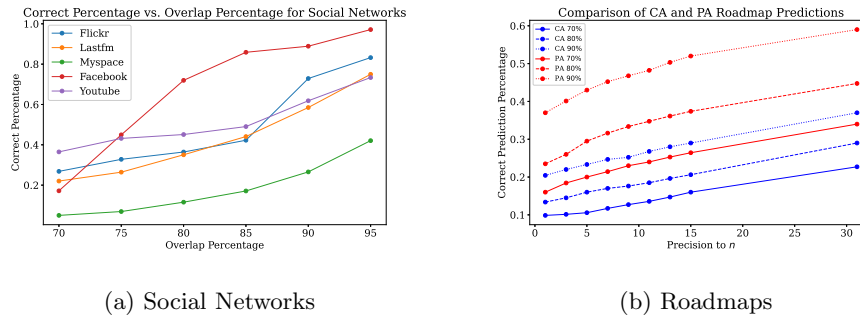 Correct Percentage vs. Overlap Percentage for Social Networks
1.0
0.8
0.6
0.4
0.2
Correct Percentage
Flickr
Lastfm
Myspace
Facebook
Youtube
70 75 80 85 90 95
Overlap Percentage
(a) Social Networks
Comparison of CA and PA Roadmap Predictions
0.6
0.5
0.4
0.3
0.2
0.1
Correct Prediction Percentage
CA 70%
CA 80%
CA 90%
PA 70%
PA 80%
PA 90%
0 5 10 15 20 25 30
Precision to n
(b) Roadmaps